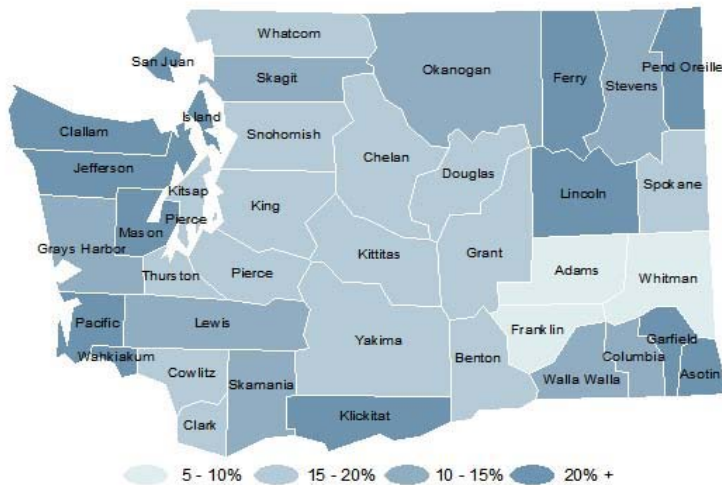 Whatcom
San Juan
Skagit
Okanogan
Ferry
Stevens
Pend Oreille
Island
Clallam
Snohomish
Jefferson
Chelan
Douglas
Kitsap
Lincoln
Spokane
King
Pierce
Mason
Grays Harbor
Kittitas
Grant
Thurston
Pierce
Adams
Whitman
Pacific
Lewis
Yakima
Franklin
Garfield
Wahkiakum
Benton
Columbia
Cowlitz
Skamania
Walla Walla
Asotin
Klickitat
Clark
5 - 10% 15 - 20% 10 - 15% 20% +